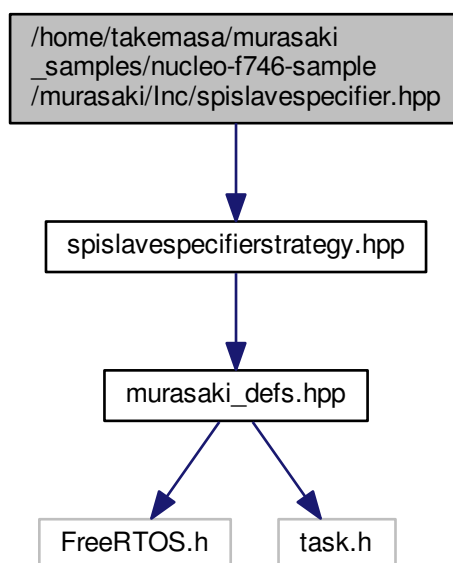 /home/takemasa/murasaki
_samples/nucleo-f746-sample
/murasaki/Inc/spislavespecifier.hpp
spislavespecifierstrategy.hpp
murasaki_defs.hpp
FreeRTOS.h
task.h